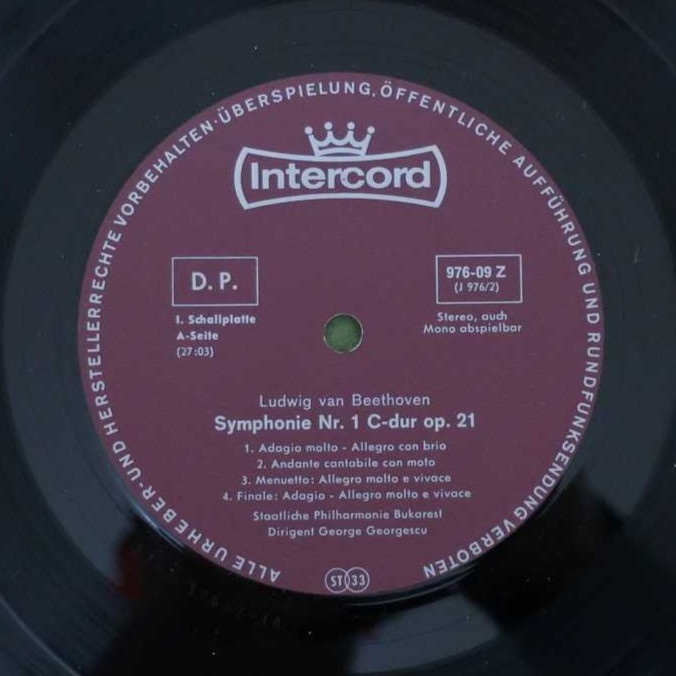 ALLE URHEBER- UND HERSTELLERRECHTE VORBEHALTEN · ÜBERSPIELUNG, ÖFFENTLICHE AUFFÜHRUNG UND RUNDFUNKSENDUNG VERBOTEN
Intercord
D. P.
976-09 Z
(J 976/2)
1. Schallplatte
A-Seite
(27:03)
Stereo, auch
Mono abspielbar
Ludwig van Beethoven
Symphonie Nr. 1 C-dur op. 21
1. Adagio molto - Allegro con brio
2. Andante cantabile con moto
3. Menuetto: Allegro molto e vivace
4. Finale: Adagio - Allegro molto e vivace
Staatliche Philharmonie Bukarest
Dirigent George Georgescu
ST 33